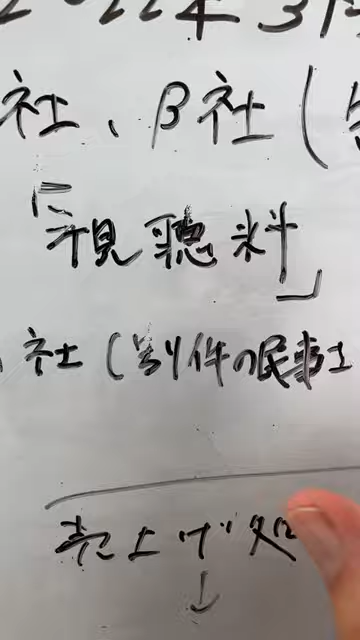 2022年3月
社、β社(
「視聴料」
社(別件の民事
売上げ処
↓